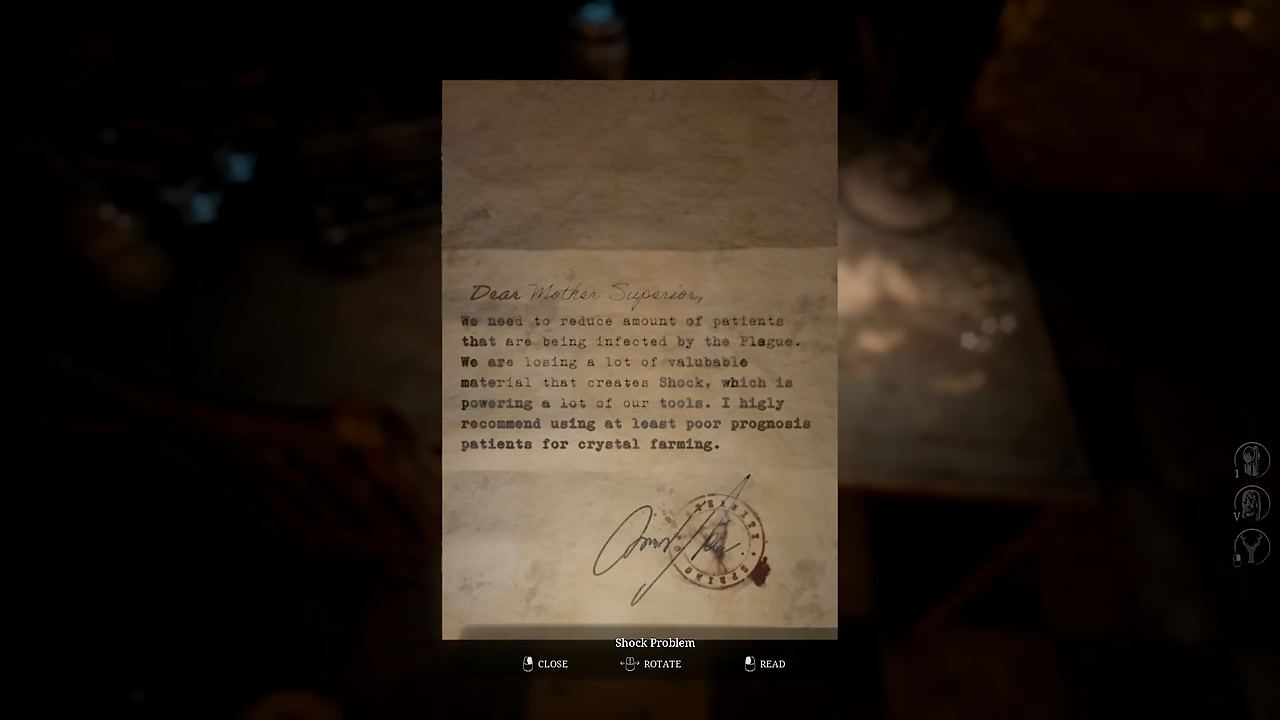 Dear Mother Superior,
We need to reduce amount of patients
that are being infected by the Plague.
We are losing a lot of valubable
material that creates Shock, which is
powering a lot of our tools. I higly
recommend using at least poor prognosis
patients for crystal farming.
SPRING
1
V
Shock Problem
CLOSE
ROTATE
READ